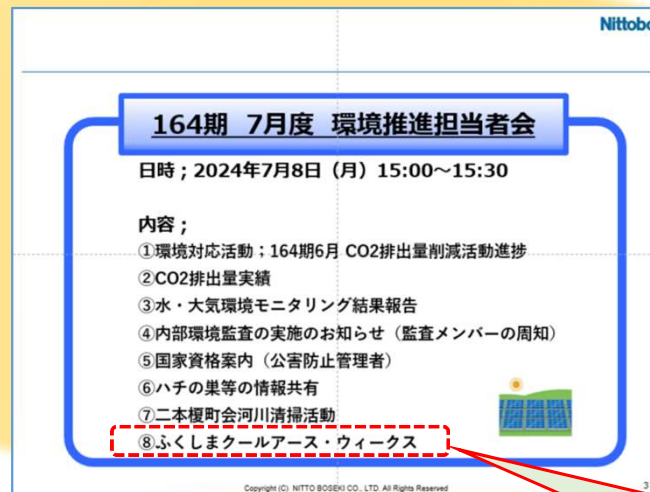 Nittobo
164期 7月度 環境推進担当者会
日時；2024年7月8日（月）15:00～15:30
内容；
①環境対応活動；164期6月 CO2排出量削減活動進捗
②CO2排出量実績
③水・大気環境モニタリング結果報告
④内部環境監査の実施のお知らせ（監査メンバーの周知）
⑤国家資格案内（公害防止管理者）
⑥ハチの巣等の情報共有
⑦二本榎町会河川清掃活動
⑧ふくしまクールアース・ウィークス
Copyright (C) NITTO BOSEKI CO., LTD. All Rights Reserved
3